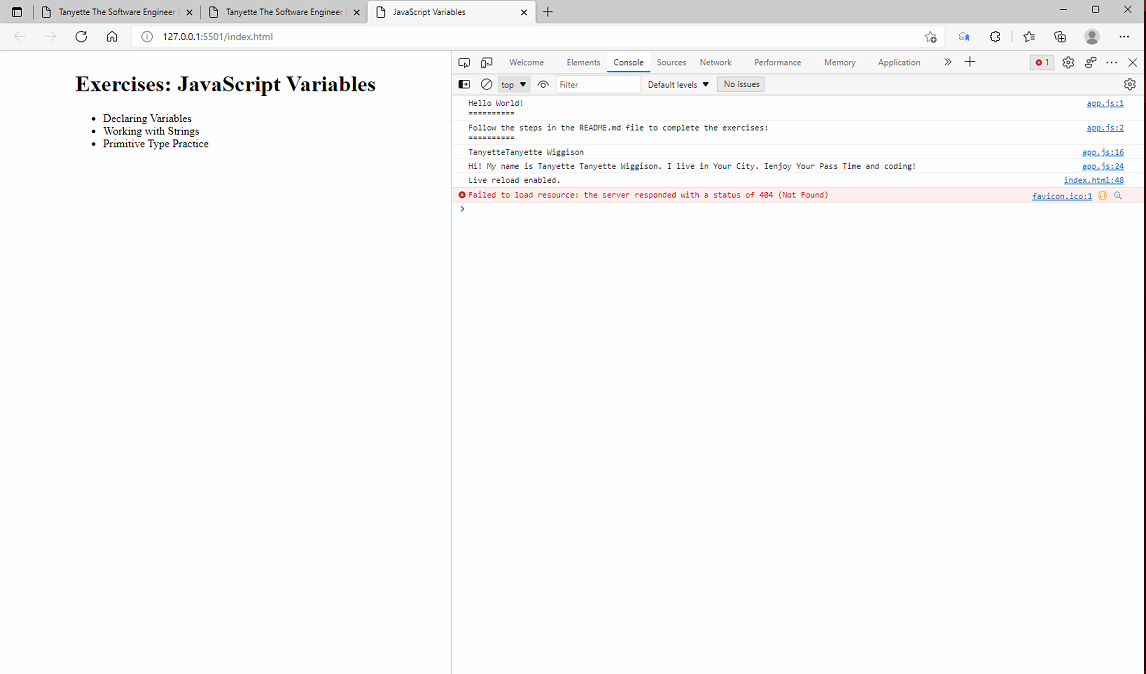 Tanyette The Software Engineer
Tanyette The Software Engineer
JavaScript Variables
127.0.0.1:5501/index.html
Exercises: JavaScript Variables
Declaring Variables
Working with Strings
Primitive Type Practice
Welcome Elements Console Sources Network Performance Memory Application 1
top Filter Default levels No Issues
Hello World! app.js:1
==========
Follow the steps in the README.md file to complete the exercises: app.js:2
==========
TanyetteTanyette Wiggison app.js:16
Hi! My name is Tanyette Tanyette Wiggison. I live in Your City. Ienjoy Your Pass Time and coding! app.js:24
Live reload enabled. index.html:48
Failed to load resource: the server responded with a status of 404 (Not Found) favicon.ico:1